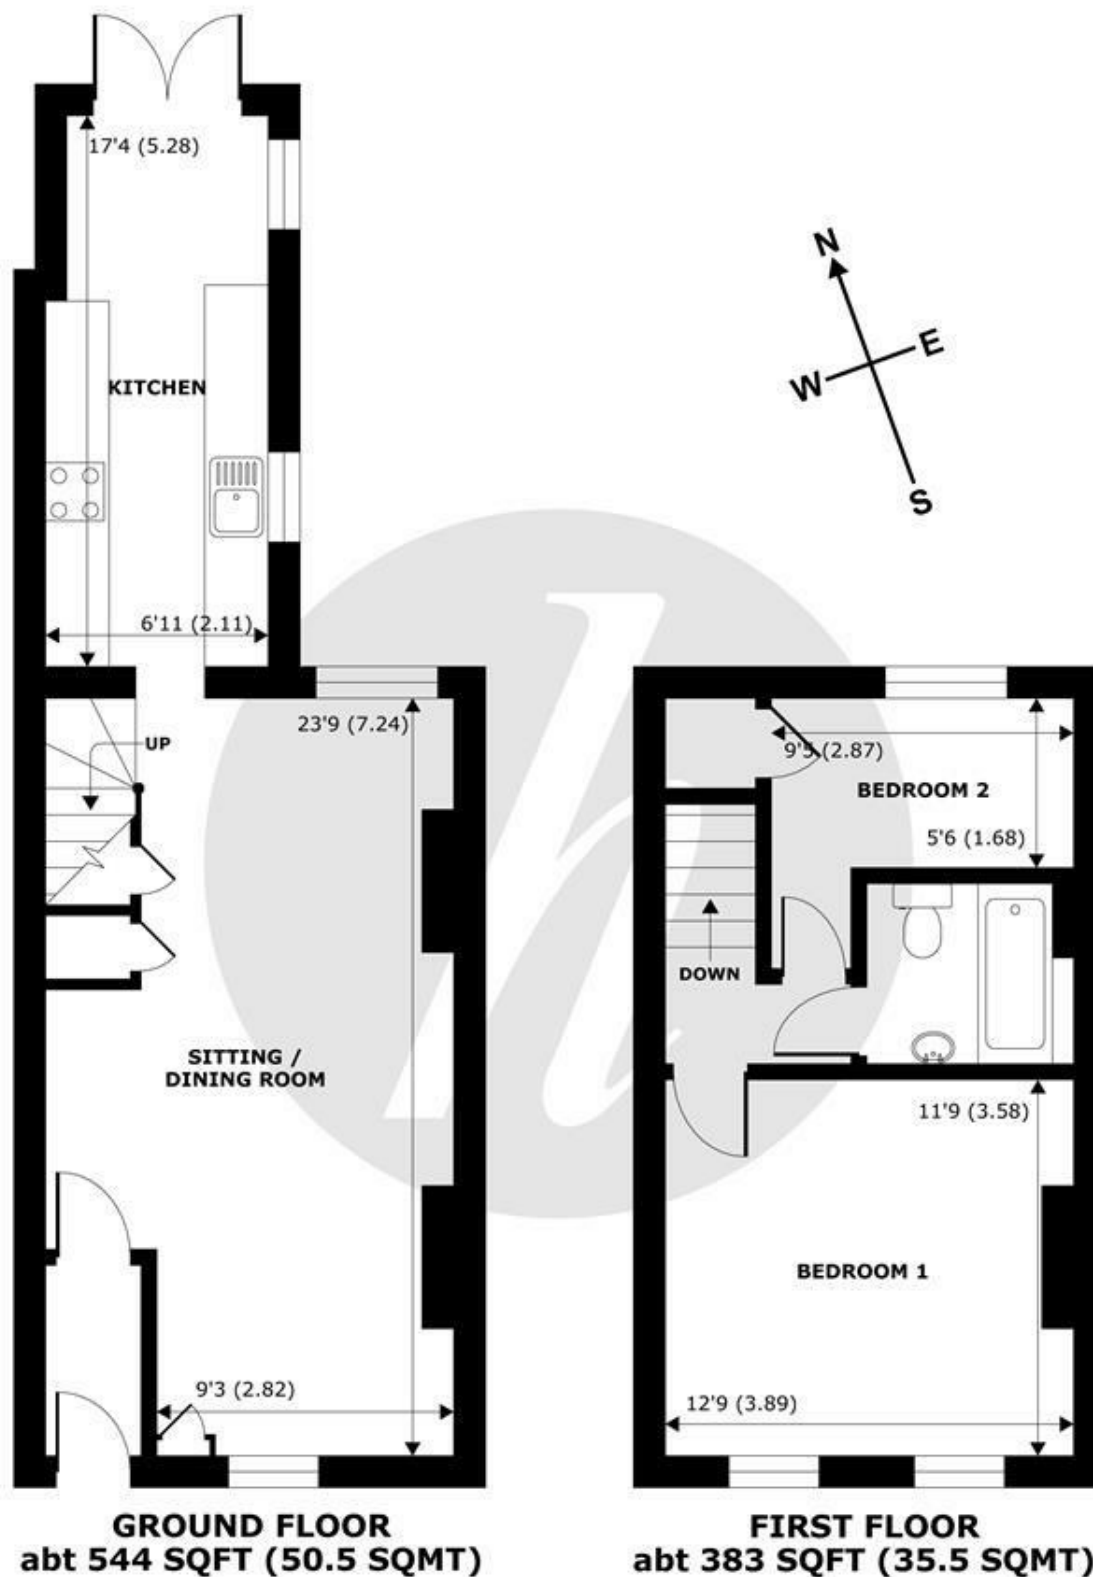 17'4 (5.28)
N
E
W
S
KITCHEN
6'11 (2.11)
23'9 (7.24)
UP
9'5 (2.87)
BEDROOM 2
5'6 (1.68)
DOWN
SITTING /
DINING ROOM
11'9 (3.58)
BEDROOM 1
9'3 (2.82)
12'9 (3.89)
GROUND FLOOR
abt 544 SQFT (50.5 SQMT)
FIRST FLOOR
abt 383 SQFT (35.5 SQMT)
h